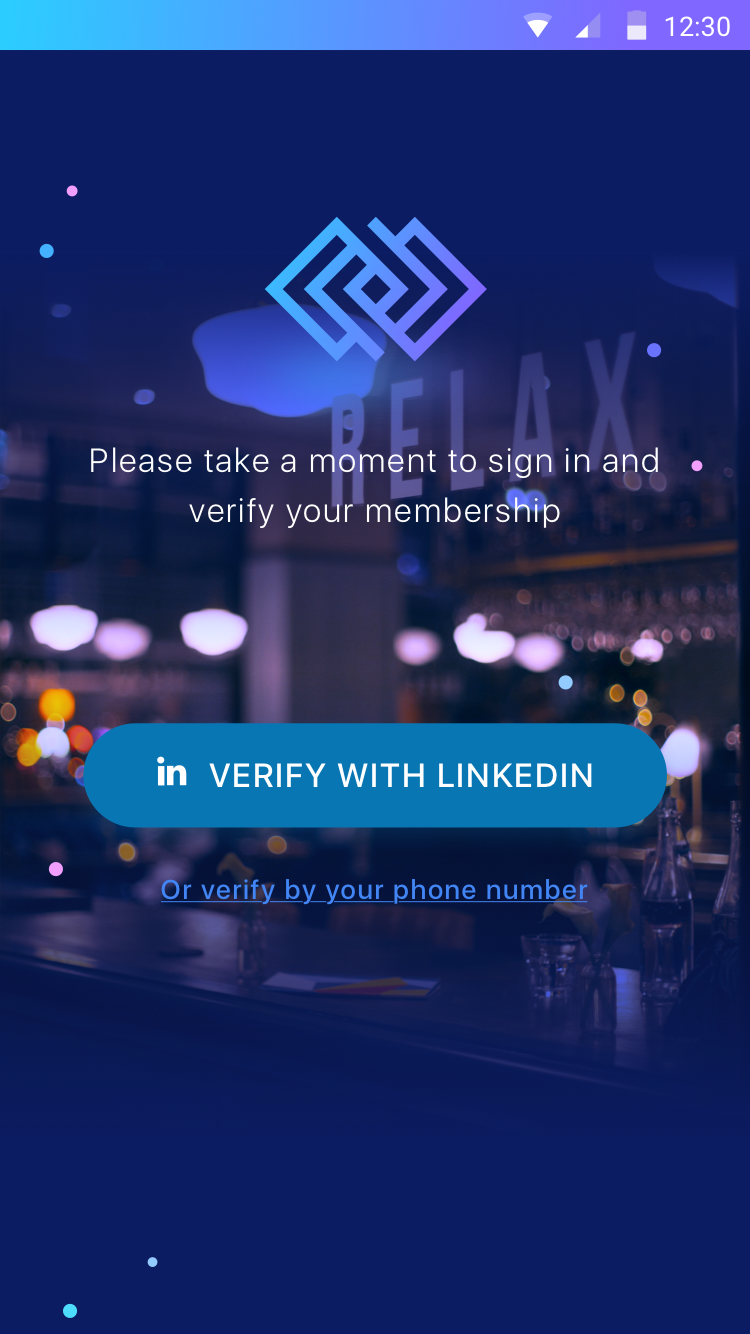 12:30
RELAX
Please take a moment to sign in and
verify your membership
in VERIFY WITH LINKEDIN
Or verify by your phone number